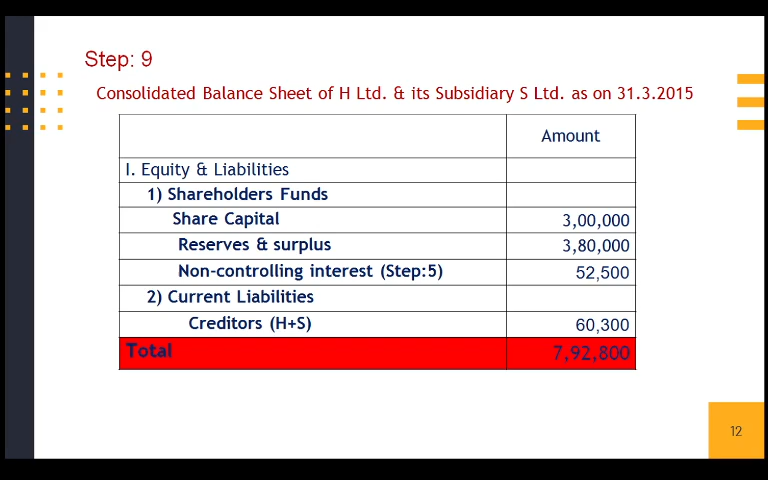 Step: 9
Consolidated Balance Sheet of H Ltd. & its Subsidiary S Ltd. as on 31.3.2015
Amount
I. Equity & Liabilities
1) Shareholders Funds
Share Capital 3,00,000
Reserves & surplus 3,80,000
Non-controlling interest (Step:5) 52,500
2) Current Liabilities
Creditors (H+S) 60,300
Total 7,92,800
12